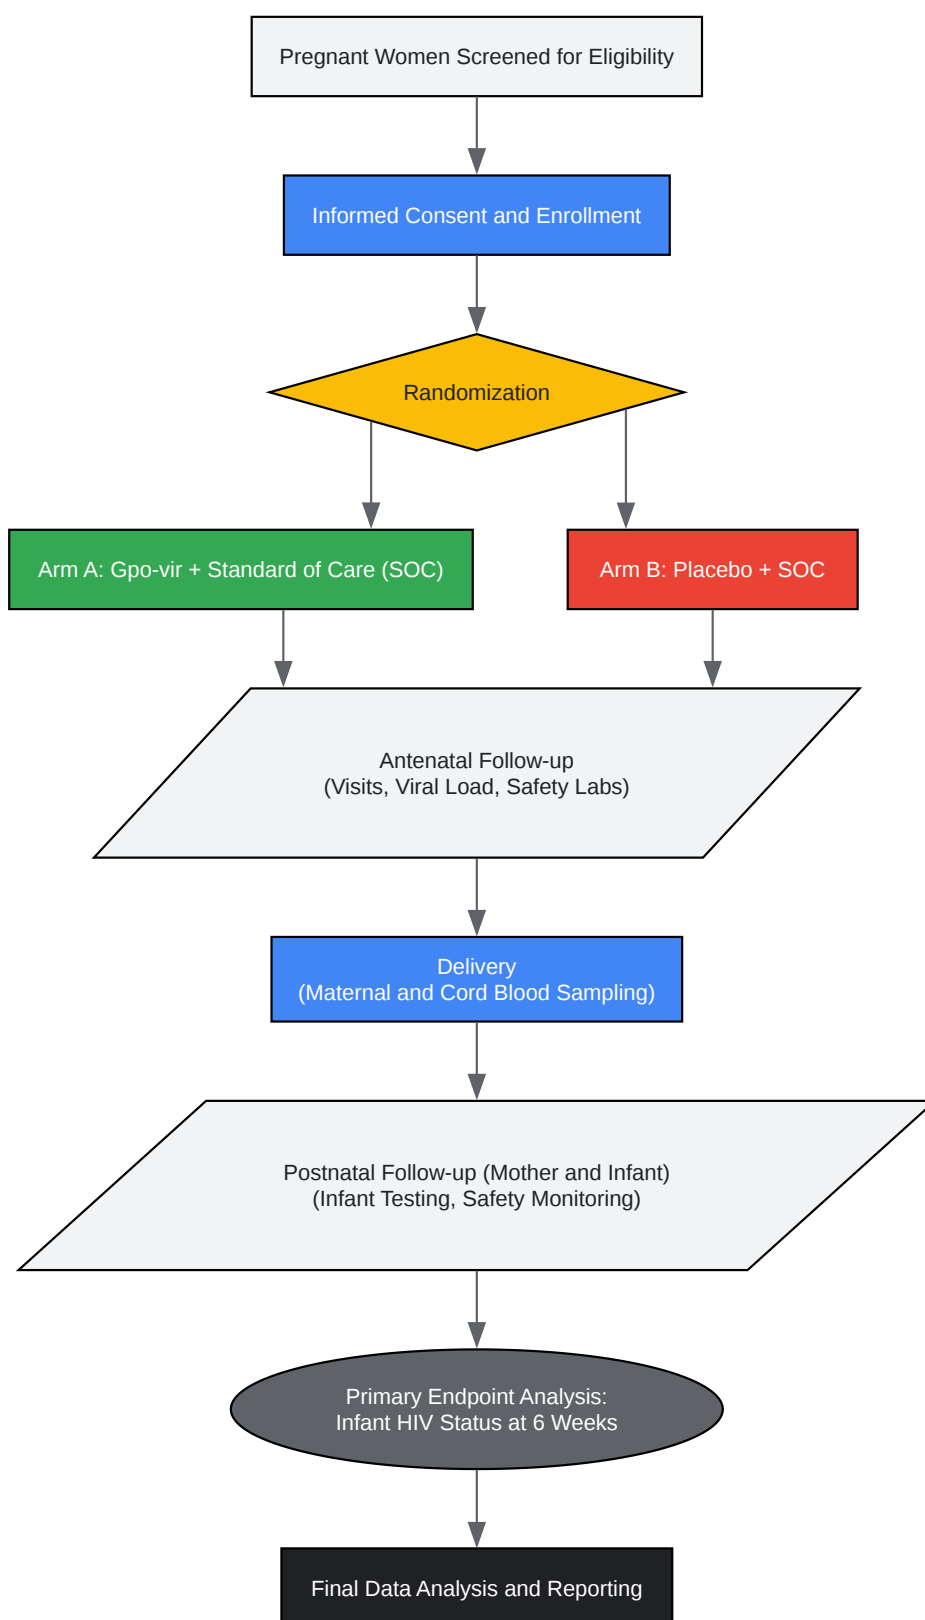 Pregnant Women Screened for Eligibility
Informed Consent and Enrollment
Randomization
Arm A: Gpo-vir + Standard of Care (SOC)
Arm B: Placebo + SOC
Antenatal Follow-up
(Visits, Viral Load, Safety Labs)
Delivery
(Maternal and Cord Blood Sampling)
Postnatal Follow-up (Mother and Infant)
(Infant Testing, Safety Monitoring)
Primary Endpoint Analysis:
Infant HIV Status at 6 Weeks
Final Data Analysis and Reporting